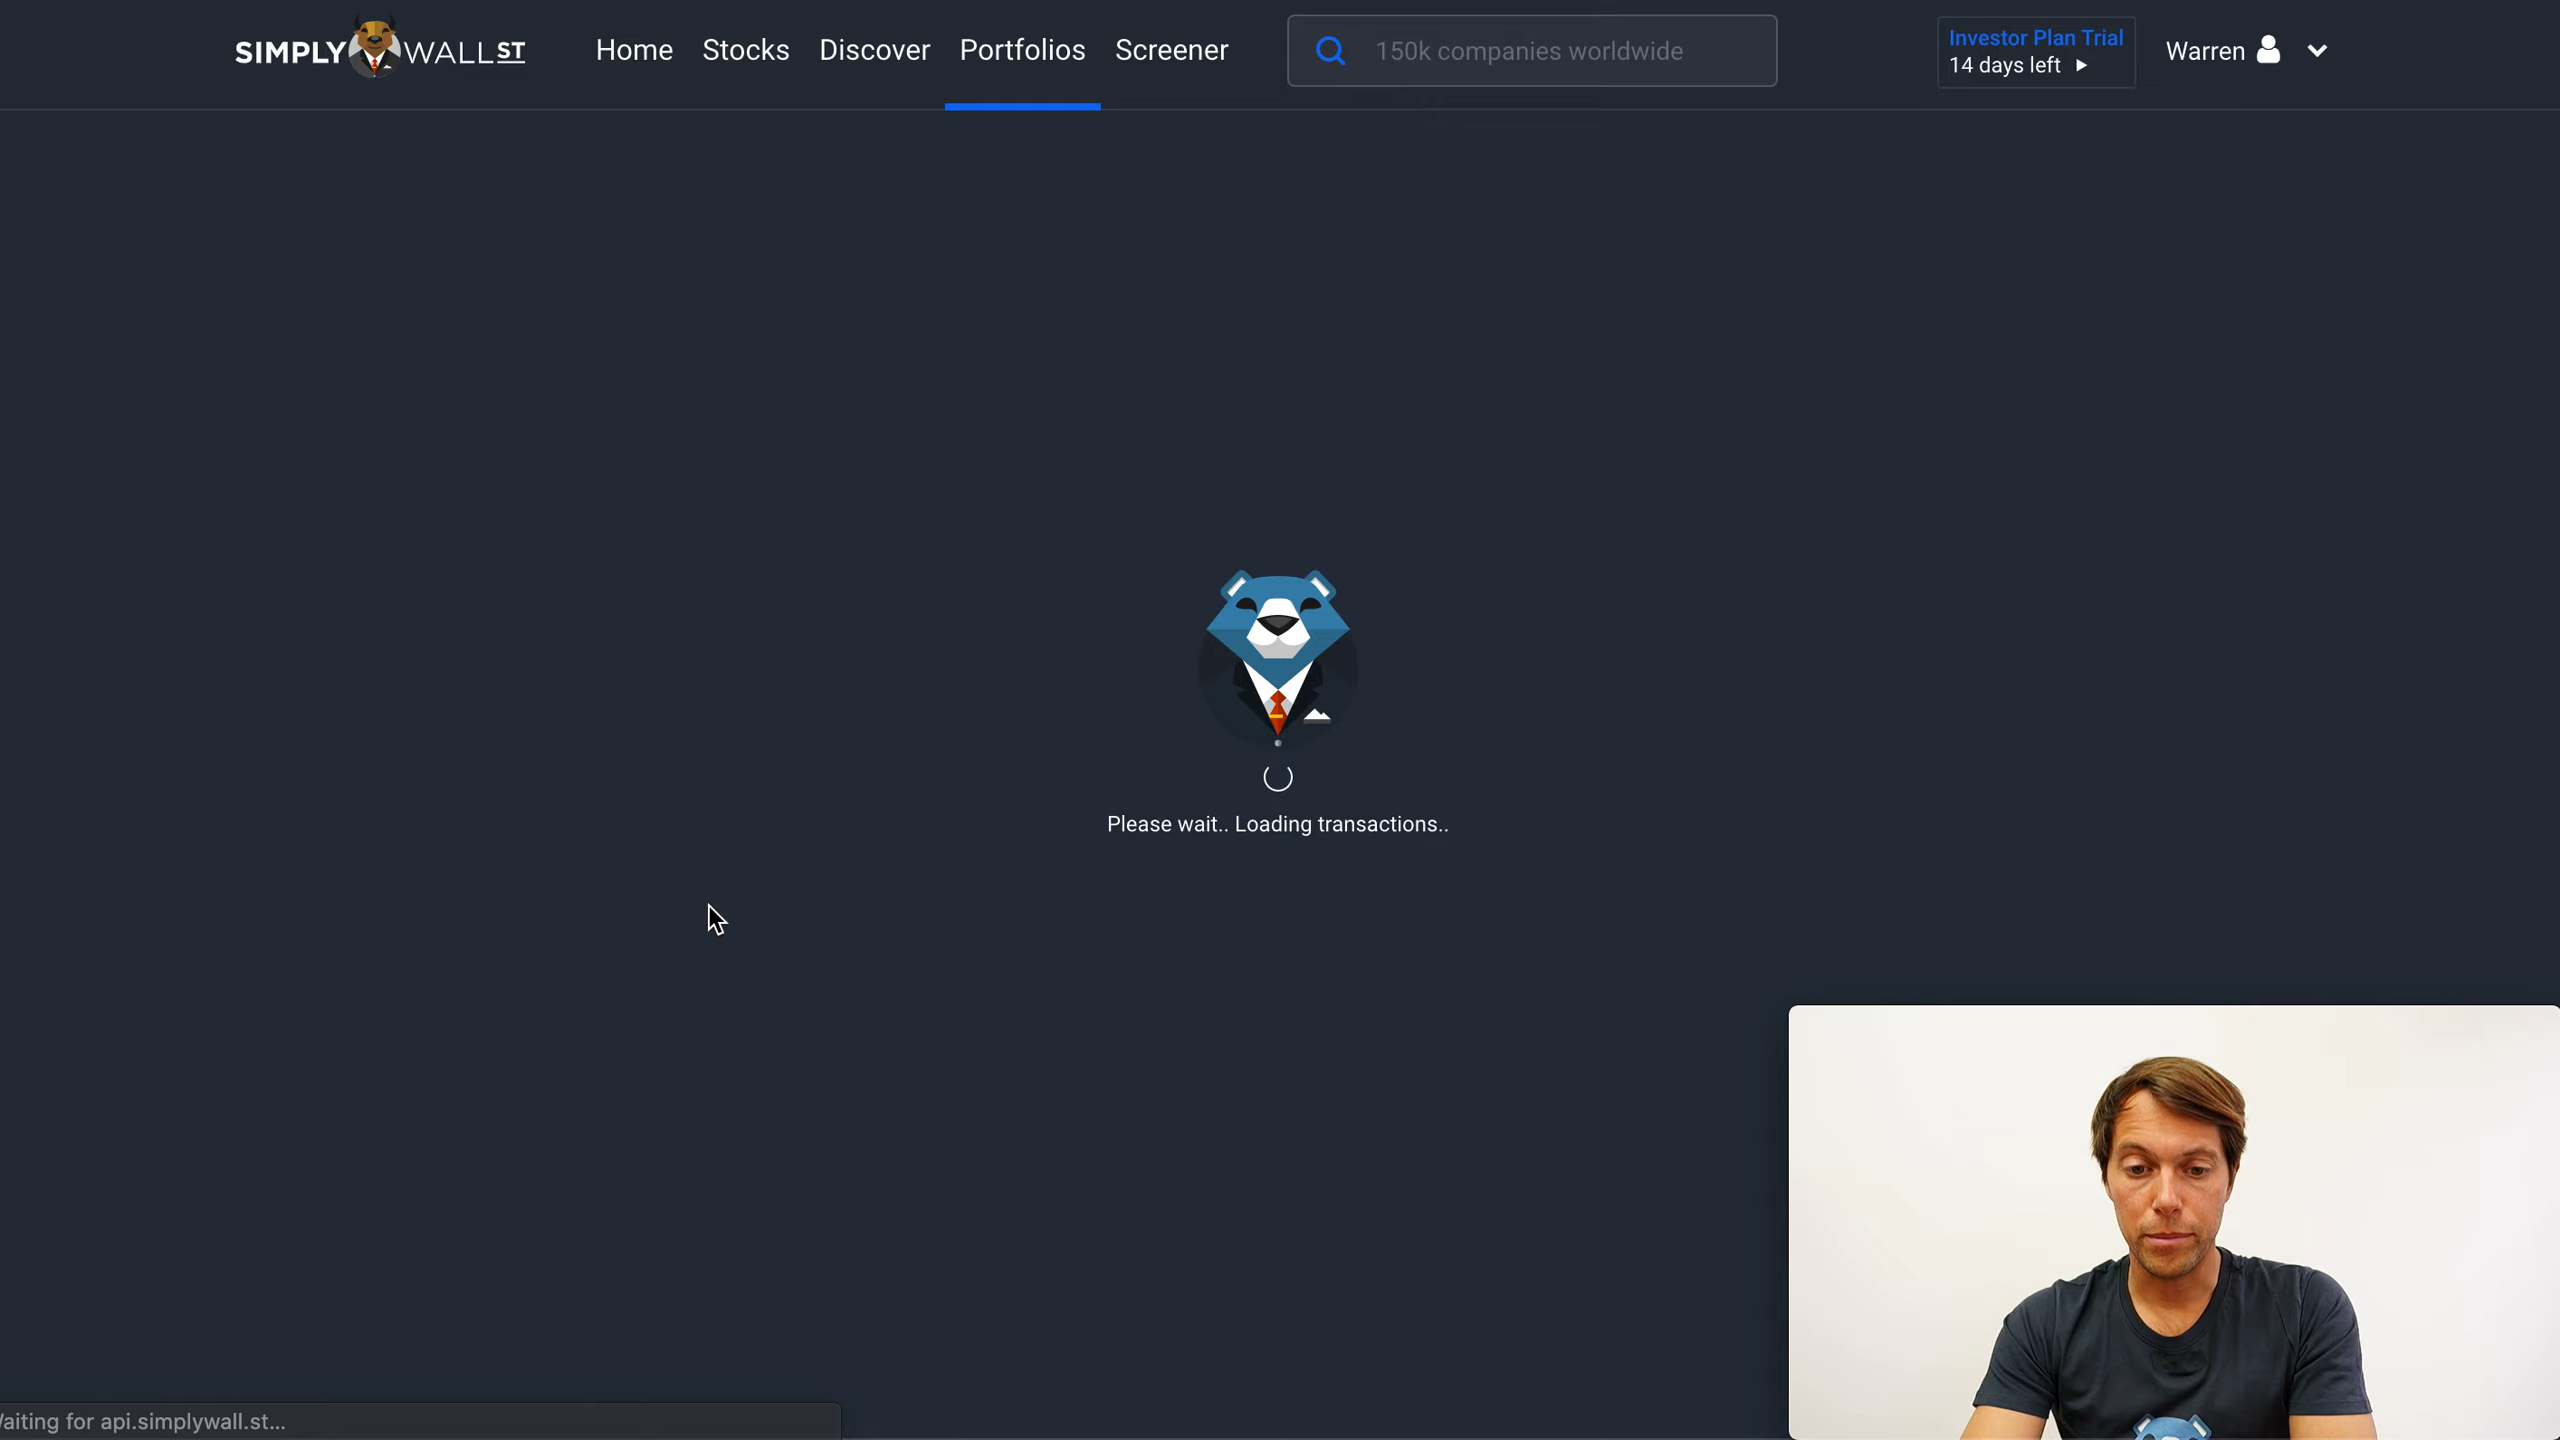 SIMPLY WALL ST
Home Stocks Discover Portfolios Screener
150k companies worldwide
Investor Plan Trial
14 days left
Warren
Please wait.. Loading transactions..
Waiting for api.simplywall.st...